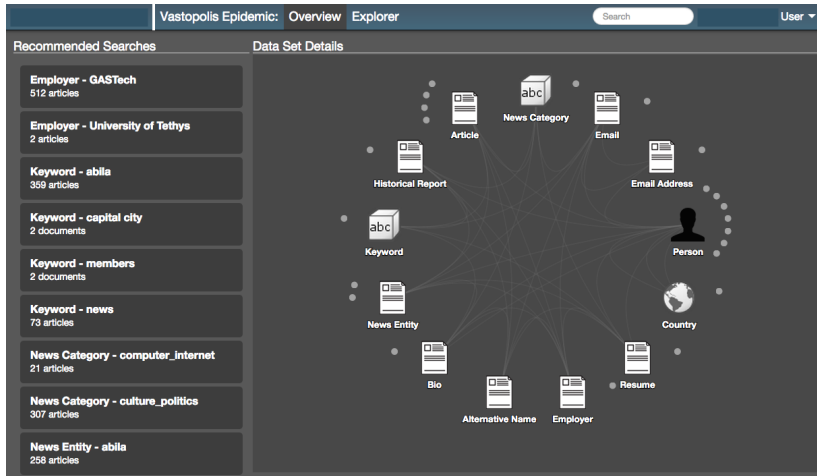 Vastopolis Epidemic: Overview Explorer Search User
Recommended Searches
Employer - GASTech
512 articles
Employer - University of Tethys
2 articles
Keyword - abila
359 articles
Keyword - capital city
2 documents
Keyword - members
2 documents
Keyword - news
73 articles
News Category - computer_internet
21 articles
News Category - culture_politics
307 articles
News Entity - abila
258 articles
Data Set Details
abc
News Category
Article
Email
Historical Report
Email Address
abc
Keyword
Person
News Entity
Country
Bio
Resume
Alternative Name
Employer